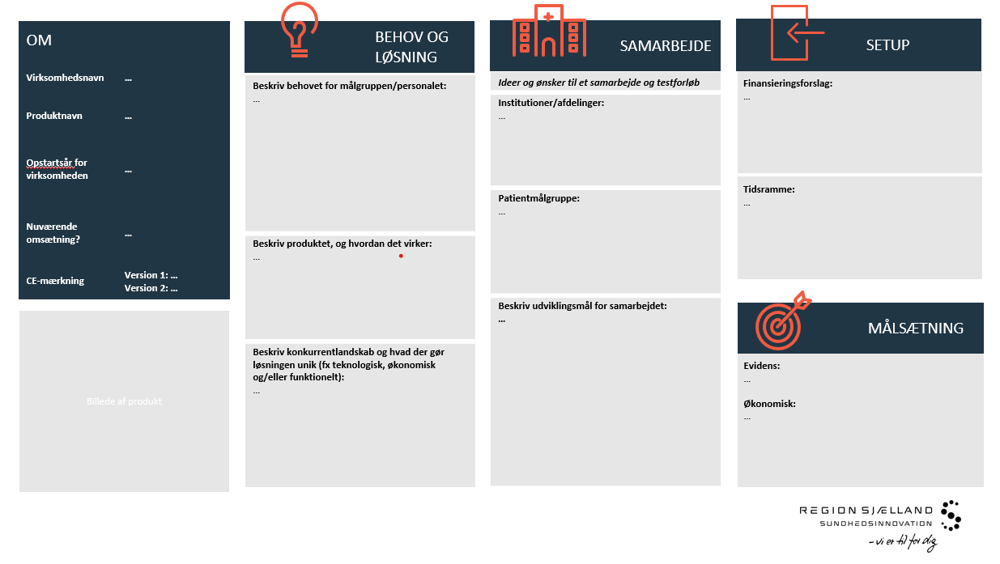 OM
Virksomhedsnavn ...
Produktnavn ...
Opstartsår for
virksomheden ...
Nuværende
omsætning? ...
CE-mærkning Version 1: ...
Version 2: ...
Billede af produkt
BEHOV OG
LØSNING
Beskriv behovet for målgruppen/personalet:
...
Beskriv produktet, og hvordan det virker:
...
Beskriv konkurrentlandskab og hvad der gør
løsningen unik (fx teknologisk, økonomisk
og/eller funktionelt):
...
SAMARBEJDE
Ideer og ønsker til et samarbejde og testforløb
Institutioner/afdelinger:
...
Patientmålgruppe:
...
Beskriv udviklingsmål for samarbejdet:
...
SETUP
Finansieringsforslag:
...
Tidsramme:
...
MÅLSÆTNING
Evidens:
...
Økonomisk:
...
REGION SJÆLLAND
SUNDHEDSINNOVATION
- vi er til for dig